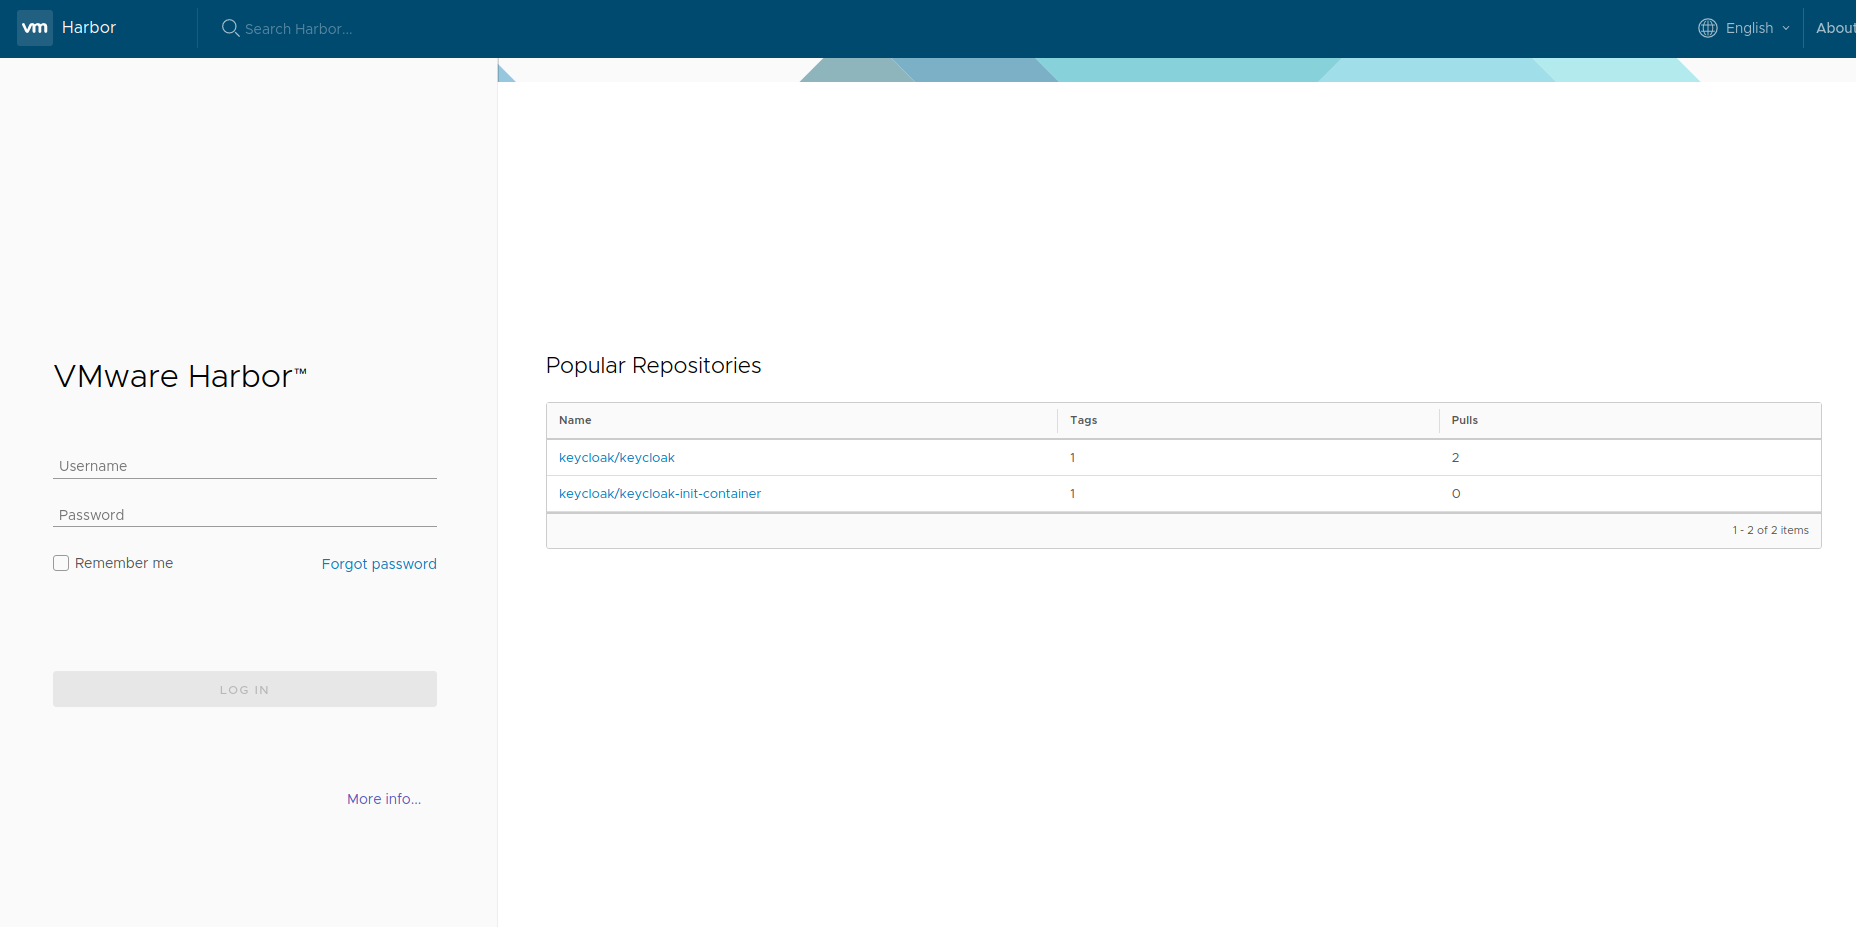 vm Harbor
Search Harbor...
English
About
VMware Harbor™
Username
Password
Remember me
Forgot password
LOG IN
More info...
Popular Repositories
Name Tags Pulls
keycloak/keycloak 1 2
keycloak/keycloak-init-container 1 0
1 - 2 of 2 items